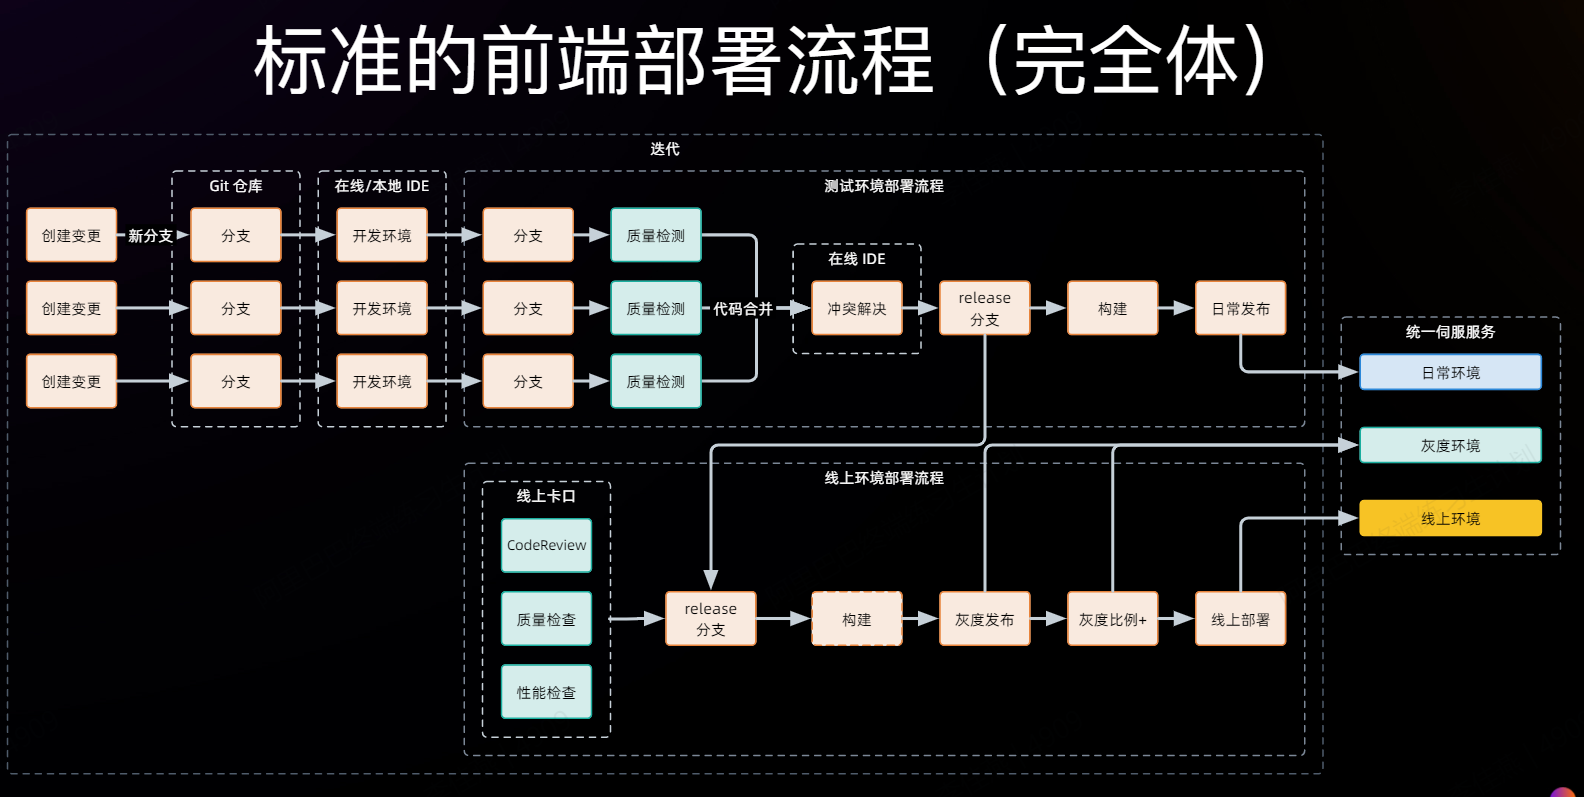 标准的前端部署流程（完全体）
迭代
Git 仓库
在线/本地 IDE
测试环境部署流程
创建变更
新分支
分支
开发环境
分支
质量检测
在线 IDE
创建变更
分支
开发环境
分支
质量检测
代码合并
冲突解决
release
分支
构建
日常发布
创建变更
分支
开发环境
分支
质量检测
统一伺服服务
日常环境
灰度环境
线上环境
线上环境部署流程
线上卡口
CodeReview
质量检查
性能检查
release
分支
构建
灰度发布
灰度比例+
线上部署